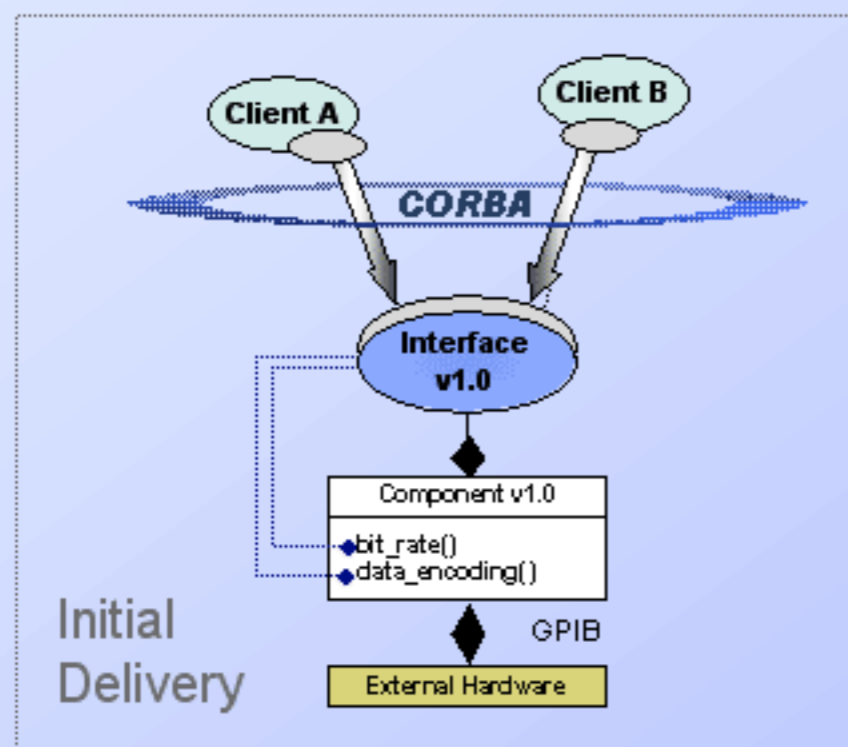 Client A
Client B
CORBA
Interface
v1.0
Component v1.0
bit_rate()
data_encoding()
GPIB
External Hardware
Initial
Delivery